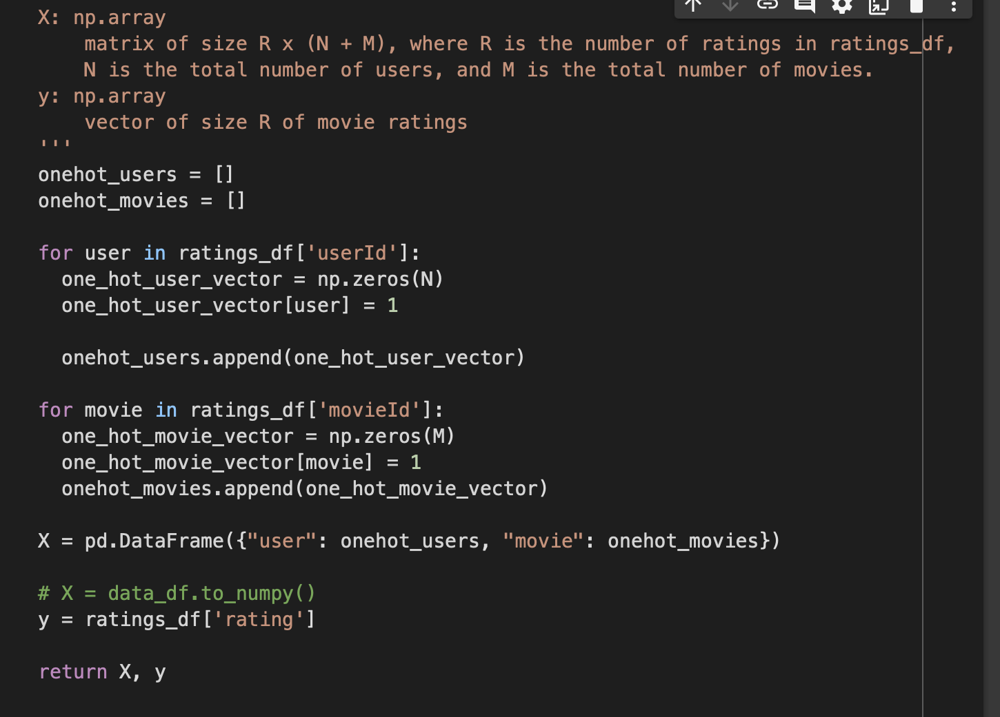 X: np.array
    matrix of size R x (N + M), where R is the number of ratings in ratings_df,
    N is the total number of users, and M is the total number of movies.
y: np.array
    vector of size R of movie ratings
'''
onehot_users = []
onehot_movies = []

for user in ratings_df['userId']:
  one_hot_user_vector = np.zeros(N)
  one_hot_user_vector[user] = 1

  onehot_users.append(one_hot_user_vector)

for movie in ratings_df['movieId']:
  one_hot_movie_vector = np.zeros(M)
  one_hot_movie_vector[movie] = 1
  onehot_movies.append(one_hot_movie_vector)

X = pd.DataFrame({"user": onehot_users, "movie": onehot_movies})

# X = data_df.to_numpy()
y = ratings_df['rating']

return X, y